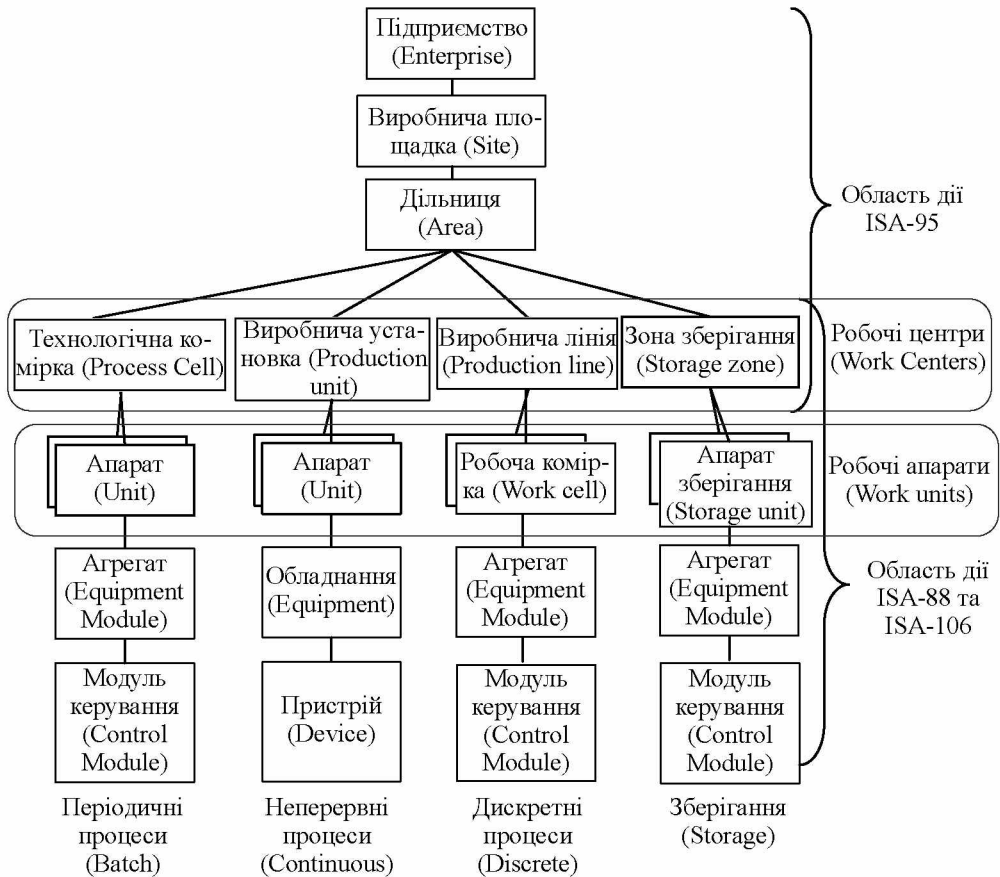 Підприємство
(Enterprise)
Виробнича пло-
щадка (Site)
Дільниця
(Area)
Область дії
ISA-95
Технологічна ко-
мірка (Process Cell)
Виробнича уста-
новка (Production
unit)
Виробнича лінія
(Production line)
Зона зберігання
(Storage zone)
Робочі центри
(Work Centers)
Апарат
(Unit)
Апарат
(Unit)
Робоча комір-
ка (Work cell)
Апарат
зберігання
(Storage unit)
Робочі апарати
(Work units)
Агрегат
(Equipment
Module)
Обладнання
(Equipment)
Агрегат
(Equipment
Module)
Агрегат
(Equipment
Module)
Область дії
ISA-88 та
ISA-106
Модуль
керування
(Control
Module)
Пристрій
(Device)
Модуль
керування
(Control
Module)
Модуль
керування
(Control
Module)
Періодичні
процеси
(Batch)
Неперервні
процеси
(Continuous)
Дискретні
процеси
(Discrete)
Зберігання
(Storage)